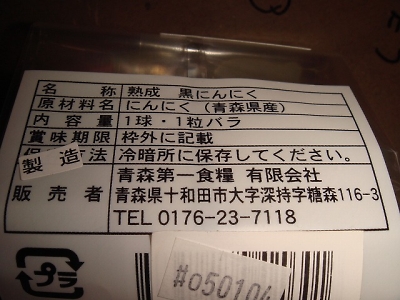 名 称 熟成 黒にんにく
原材料名 にんにく（青森県産）
内 容 量 1球・1粒バラ
賞味期限 枠外に記載
製造 法 冷暗所に保存してください。
販 売 者 青森第一食糧 有限会社
青森県十和田市大字深持字糖森116-3
TEL 0176-23-7118
プラ
#o50104